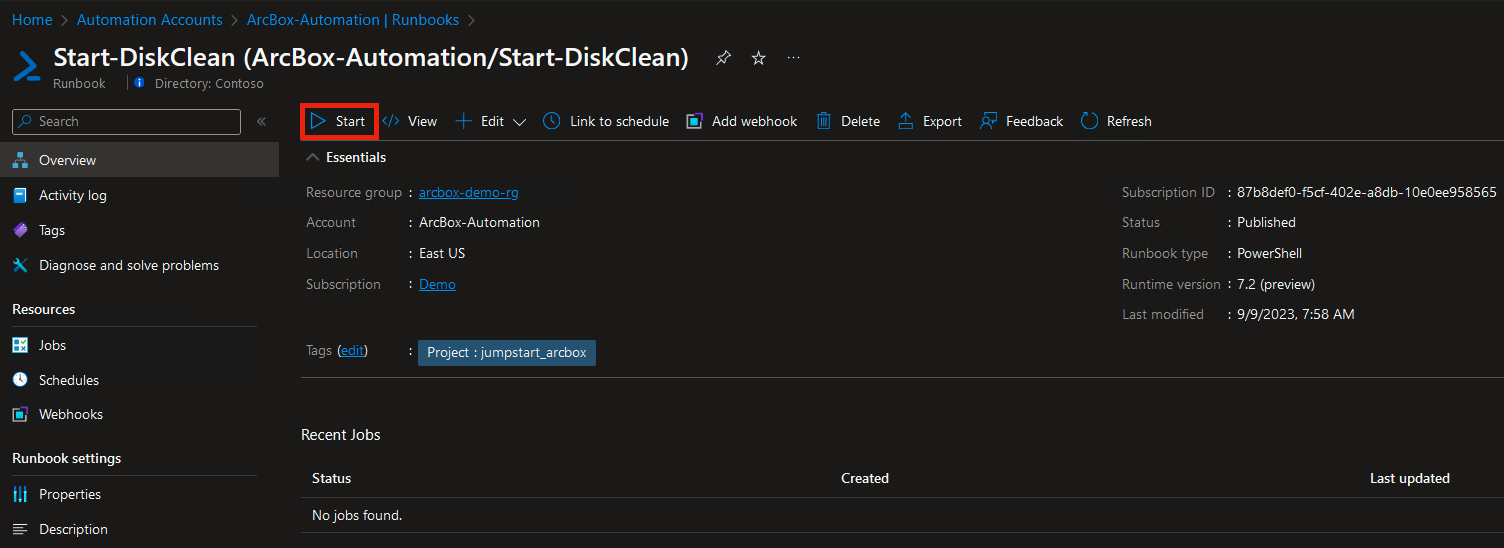 Home > Automation Accounts > ArcBox-Automation | Runbooks >
Start-DiskClean (ArcBox-Automation/Start-DiskClean) ...
Runbook | Directory: Contoso
Search «
Start View Edit Link to schedule Add webhook Delete Export Feedback Refresh
Overview
Activity log
Tags
Diagnose and solve problems
Resources
Jobs
Schedules
Webhooks
Runbook settings
Properties
Description
Essentials
Resource group : arcbox-demo-rg
Account : ArcBox-Automation
Location : East US
Subscription : Demo
Subscription ID : 87b8def0-f5cf-402e-a8db-10e0ee958565
Status : Published
Runbook type : PowerShell
Runtime version : 7.2 (preview)
Last modified : 9/9/2023, 7:58 AM
Tags (edit) : Project : jumpstart_arcbox
Recent Jobs
Status Created Last updated
No jobs found.